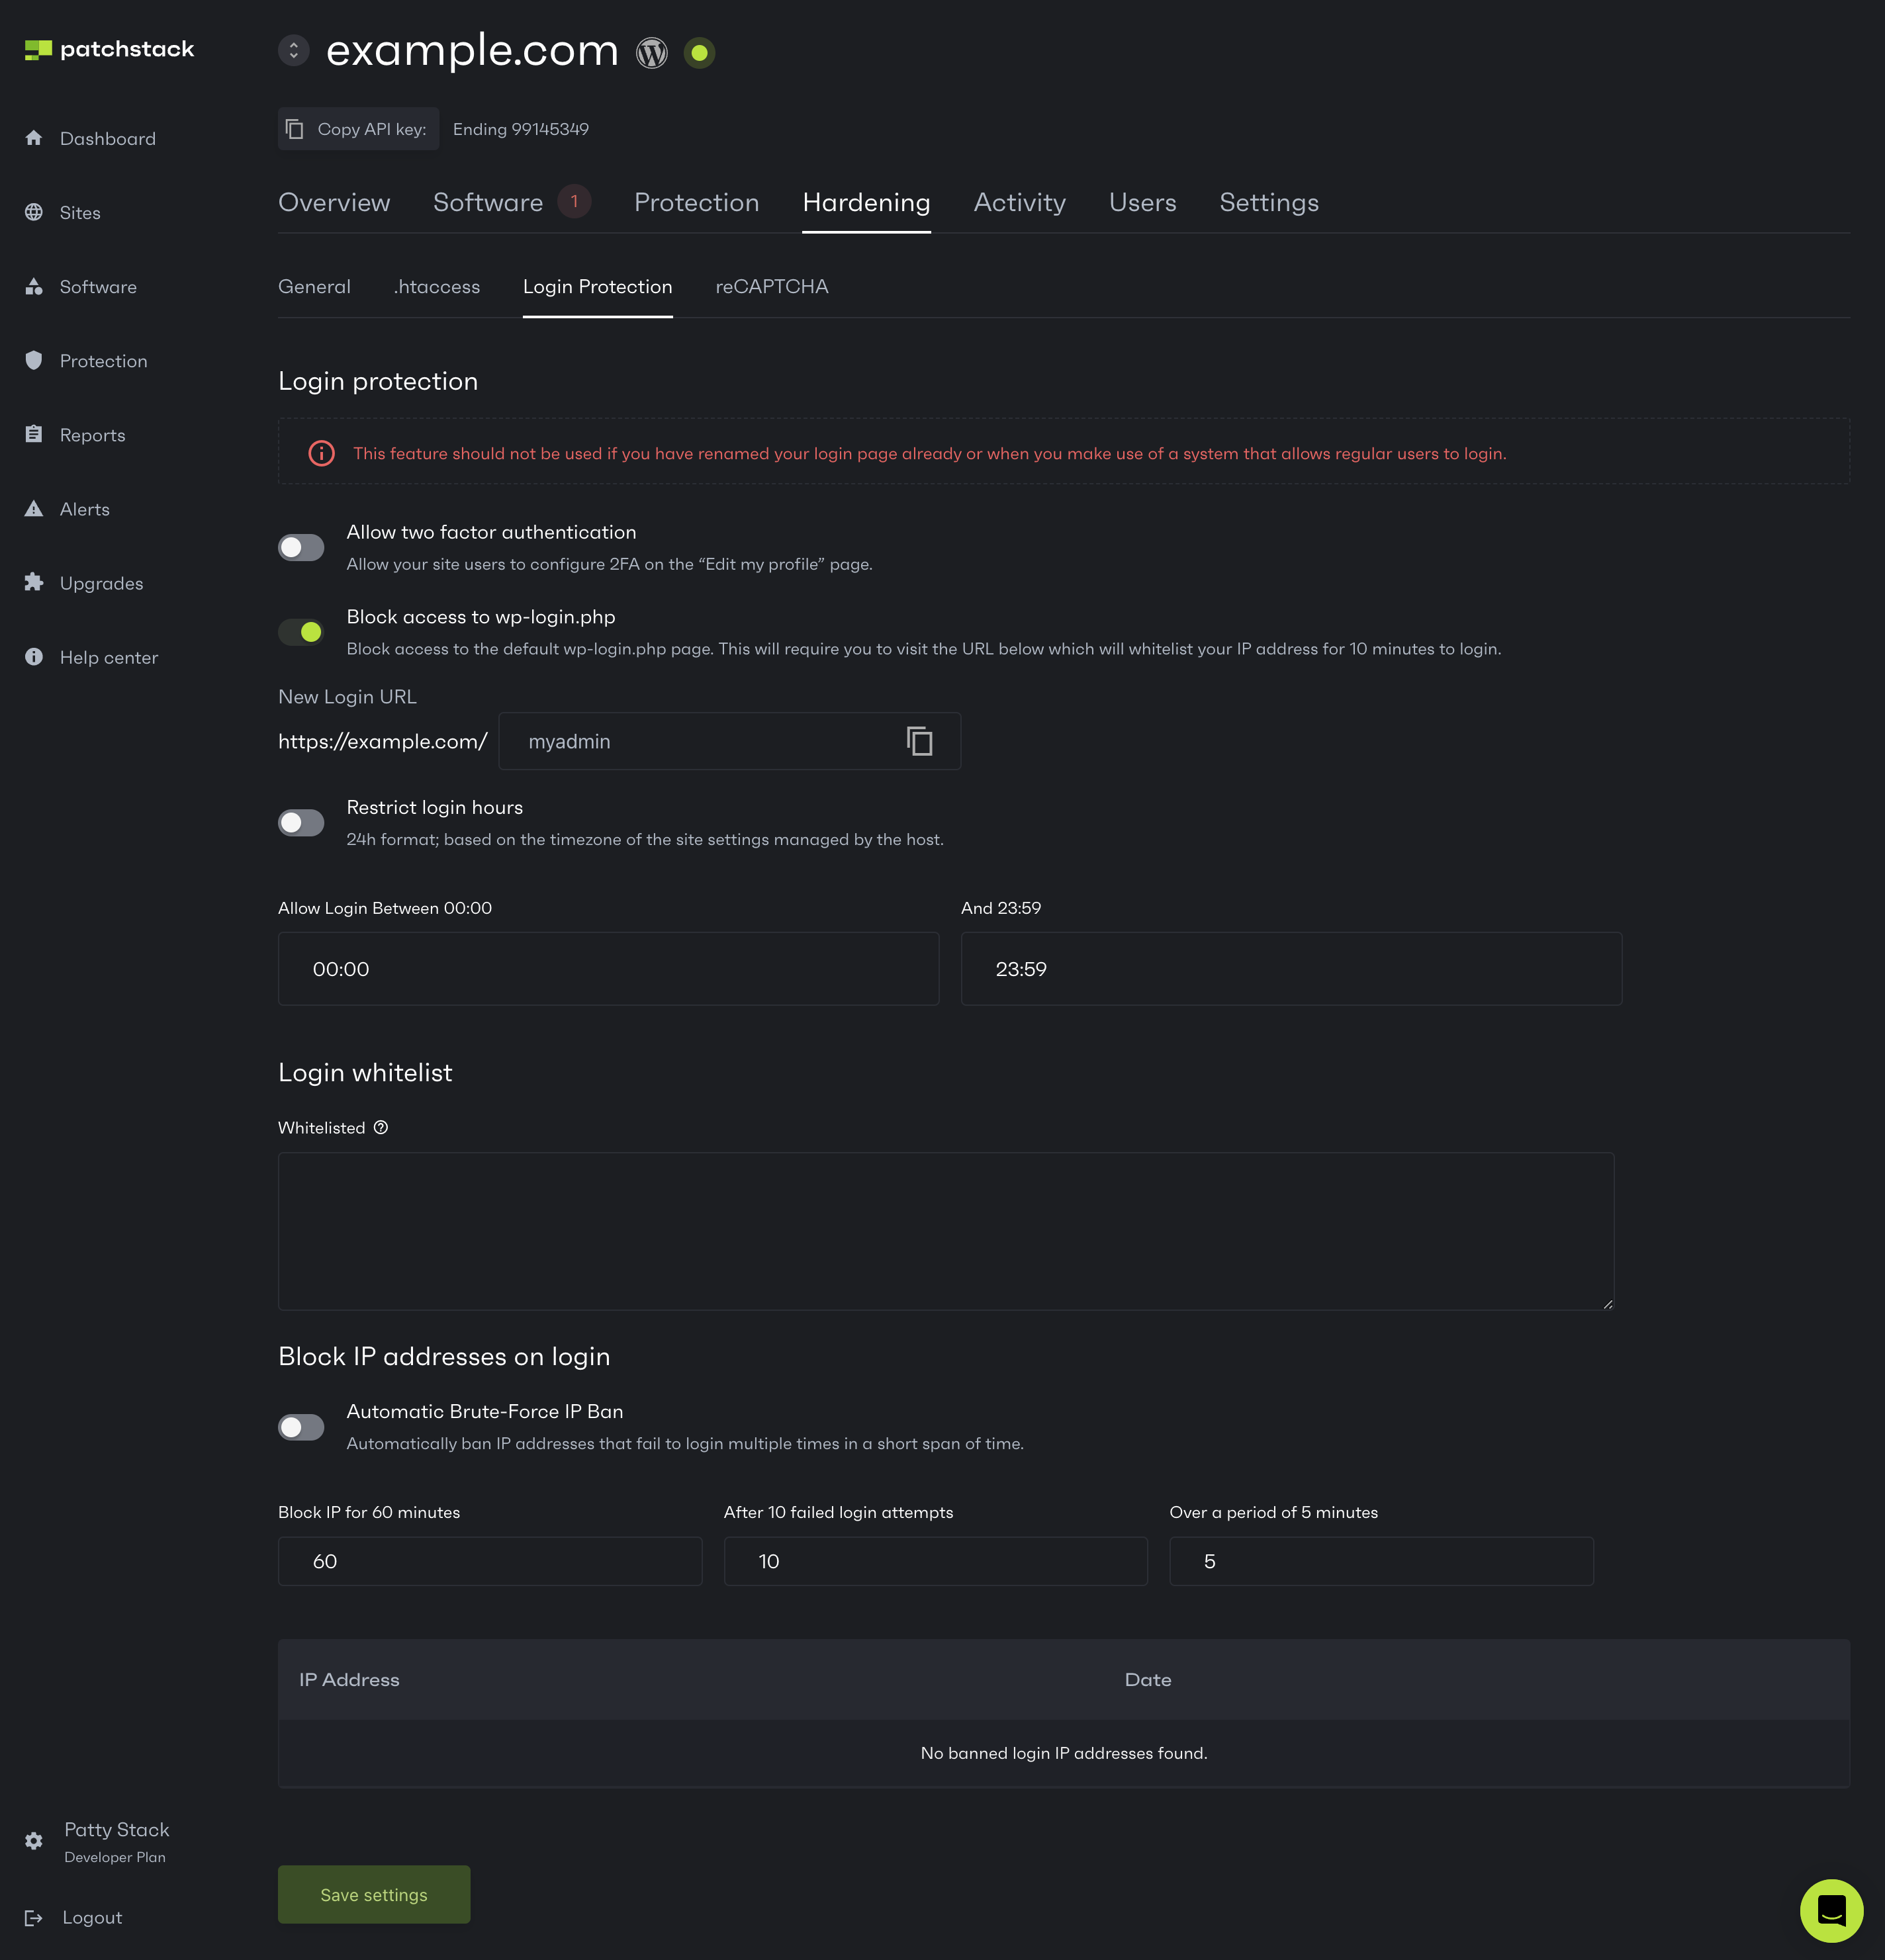 patchstack
example.com
Copy API key: Ending 99145349
Dashboard
Sites
Software
Protection
Reports
Alerts
Upgrades
Help center
Overview Software 1 Protection Hardening Activity Users Settings
General .htaccess Login Protection reCAPTCHA
Login protection
This feature should not be used if you have renamed your login page already or when you make use of a system that allows regular users to login.
Allow two factor authentication
Allow your site users to configure 2FA on the “Edit my profile” page.
Block access to wp-login.php
Block access to the default wp-login.php page. This will require you to visit the URL below which will whitelist your IP address for 10 minutes to login.
New Login URL
https://example.com/ myadmin
Restrict login hours
24h format; based on the timezone of the site settings managed by the host.
Allow Login Between 00:00 And 23:59
00:00 23:59
Login whitelist
Whitelisted
Block IP addresses on login
Automatic Brute-Force IP Ban
Automatically ban IP addresses that fail to login multiple times in a short span of time.
Block IP for 60 minutes After 10 failed login attempts Over a period of 5 minutes
60 10 5
IP Address Date
No banned login IP addresses found.
Patty Stack
Developer Plan
Save settings
Logout